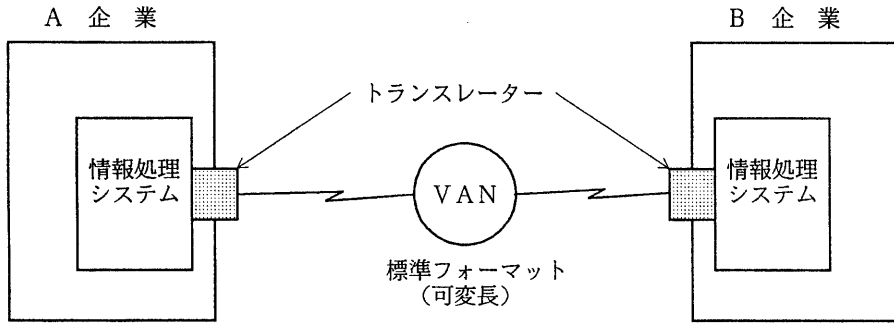 A 企 業
B 企 業
トランスレーター
情報処理
システム
VAN
情報処理
システム
標準フォーマット
（可変長）